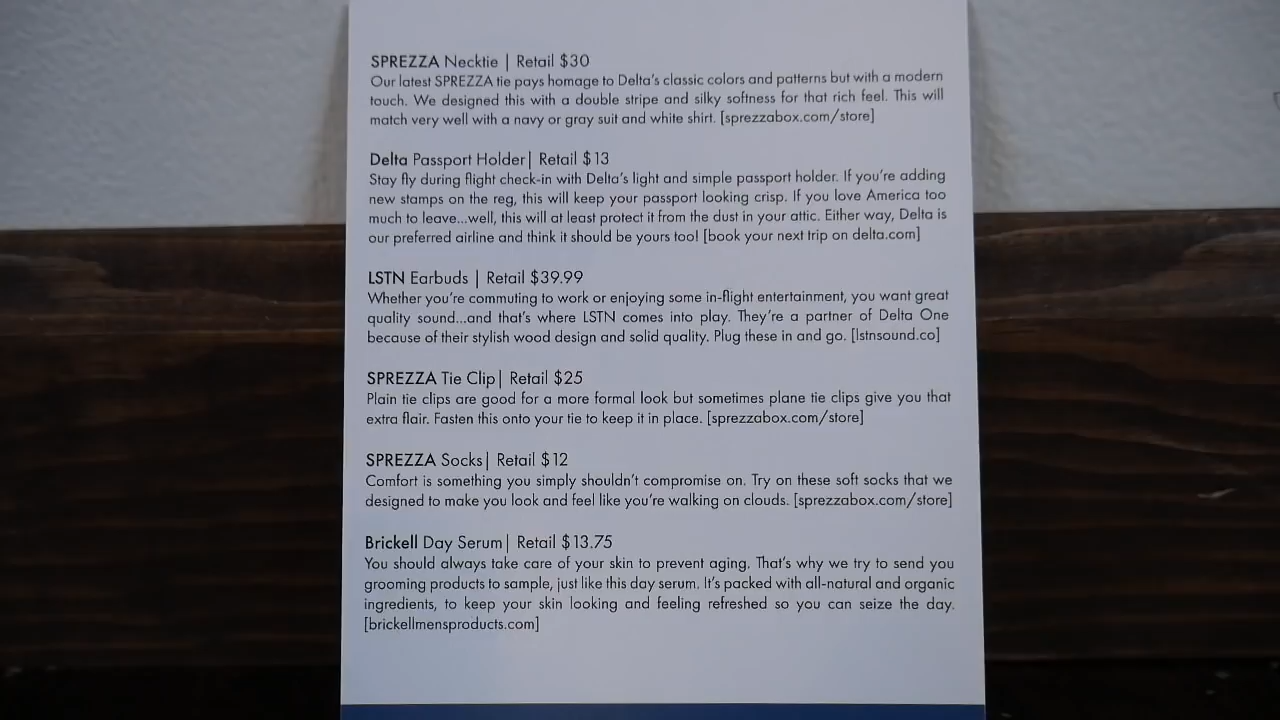 SPREZZA Necktie | Retail $30
Our latest SPREZZA tie pays homage to Delta's classic colors and patterns but with a modern
touch. We designed this with a double stripe and silky softness for that rich feel. This will
match very well with a navy or gray suit and white shirt. [sprezzabox.com/store]
Delta Passport Holder| Retail $13
Stay fly during flight check-in with Delta's light and simple passport holder. If you're adding
new stamps on the reg, this will keep your passport looking crisp. If you love America too
much to leave...well, this will at least protect it from the dust in your attic. Either way, Delta is
our preferred airline and think it should be yours too! [book your next trip on delta.com]
LSTN Earbuds | Retail $39.99
Whether you're commuting to work or enjoying some in-flight entertainment, you want great
quality sound...and that's where LSTN comes into play. They're a partner of Delta One
because of their stylish wood design and solid quality. Plug these in and go. [lstnsound.co]
SPREZZA Tie Clip| Retail $25
Plain tie clips are good for a more formal look but sometimes plane tie clips give you that
extra flair. Fasten this onto your tie to keep it in place. [sprezzabox.com/store]
SPREZZA Socks| Retail $12
Comfort is something you simply shouldn't compromise on. Try on these soft socks that we
designed to make you look and feel like you're walking on clouds. [sprezzabox.com/store]
Brickell Day Serum| Retail $13.75
You should always take care of your skin to prevent aging. That's why we try to send you
grooming products to sample, just like this day serum. It's packed with all-natural and organic
ingredients, to keep your skin looking and feeling refreshed so you can seize the day.
[brickellmensproducts.com]